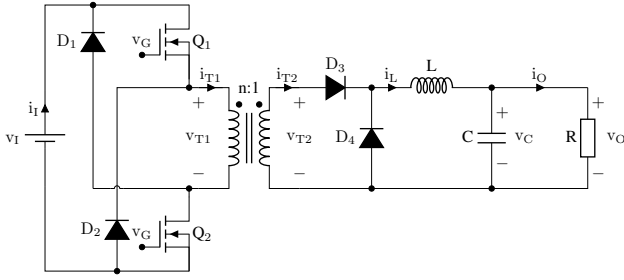 D1
vG
Q1
iT1
n:1
iT2
D3
iL
L
iO
iI
vI
+
vT1
−
+
vT2
−
D4
C
+
vC
−
R
+
vO
−
D2
vG
Q2